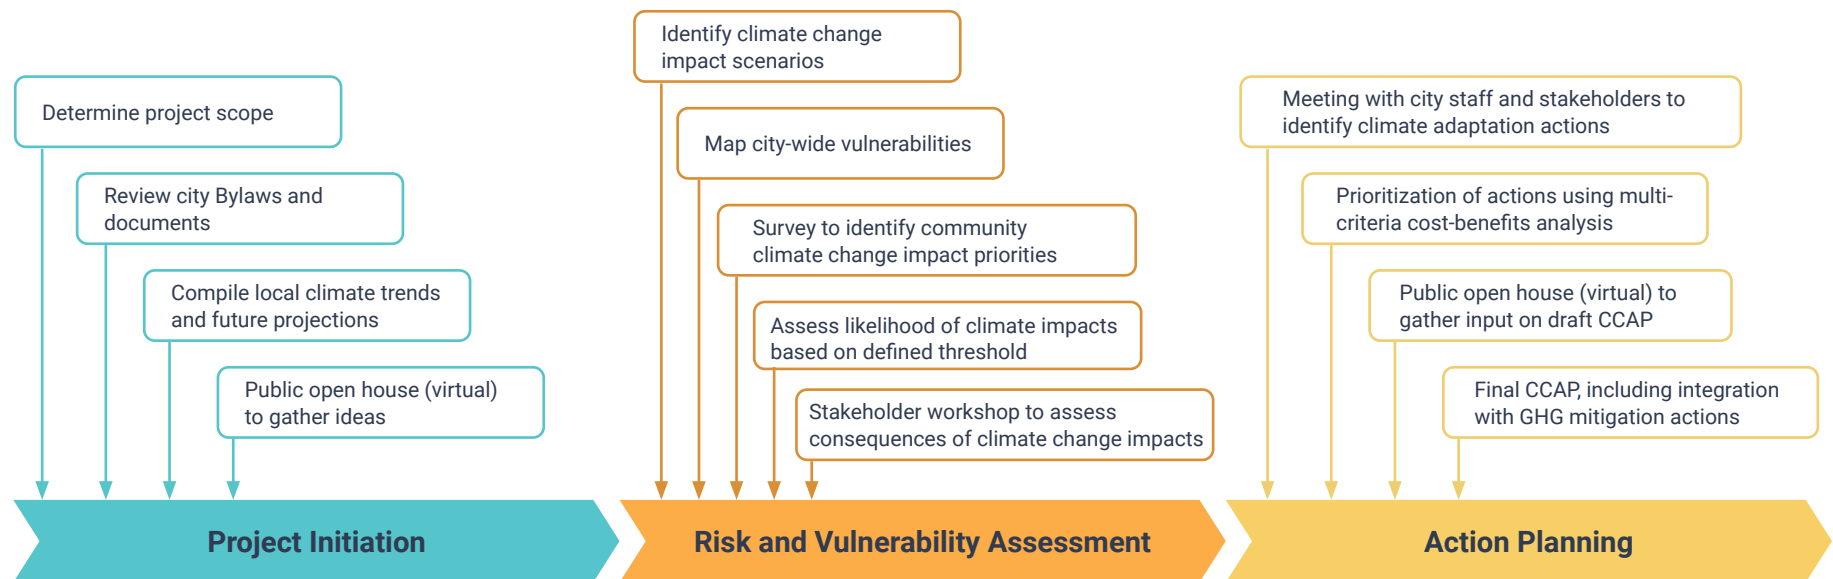 Determine project scope
Review city Bylaws and
documents
Compile local climate trends
and future projections
Public open house (virtual)
to gather ideas
Project Initiation
Identify climate change
impact scenarios
Map city-wide vulnerabilities
Survey to identify community
climate change impact priorities
Assess likelihood of climate impacts
based on defined threshold
Stakeholder workshop to assess
consequences of climate change impacts
Risk and Vulnerability Assessment
Meeting with city staff and stakeholders to
identify climate adaptation actions
Prioritization of actions using multi-
criteria cost-benefits analysis
Public open house (virtual) to
gather input on draft CCAP
Final CCAP, including integration
with GHG mitigation actions
Action Planning